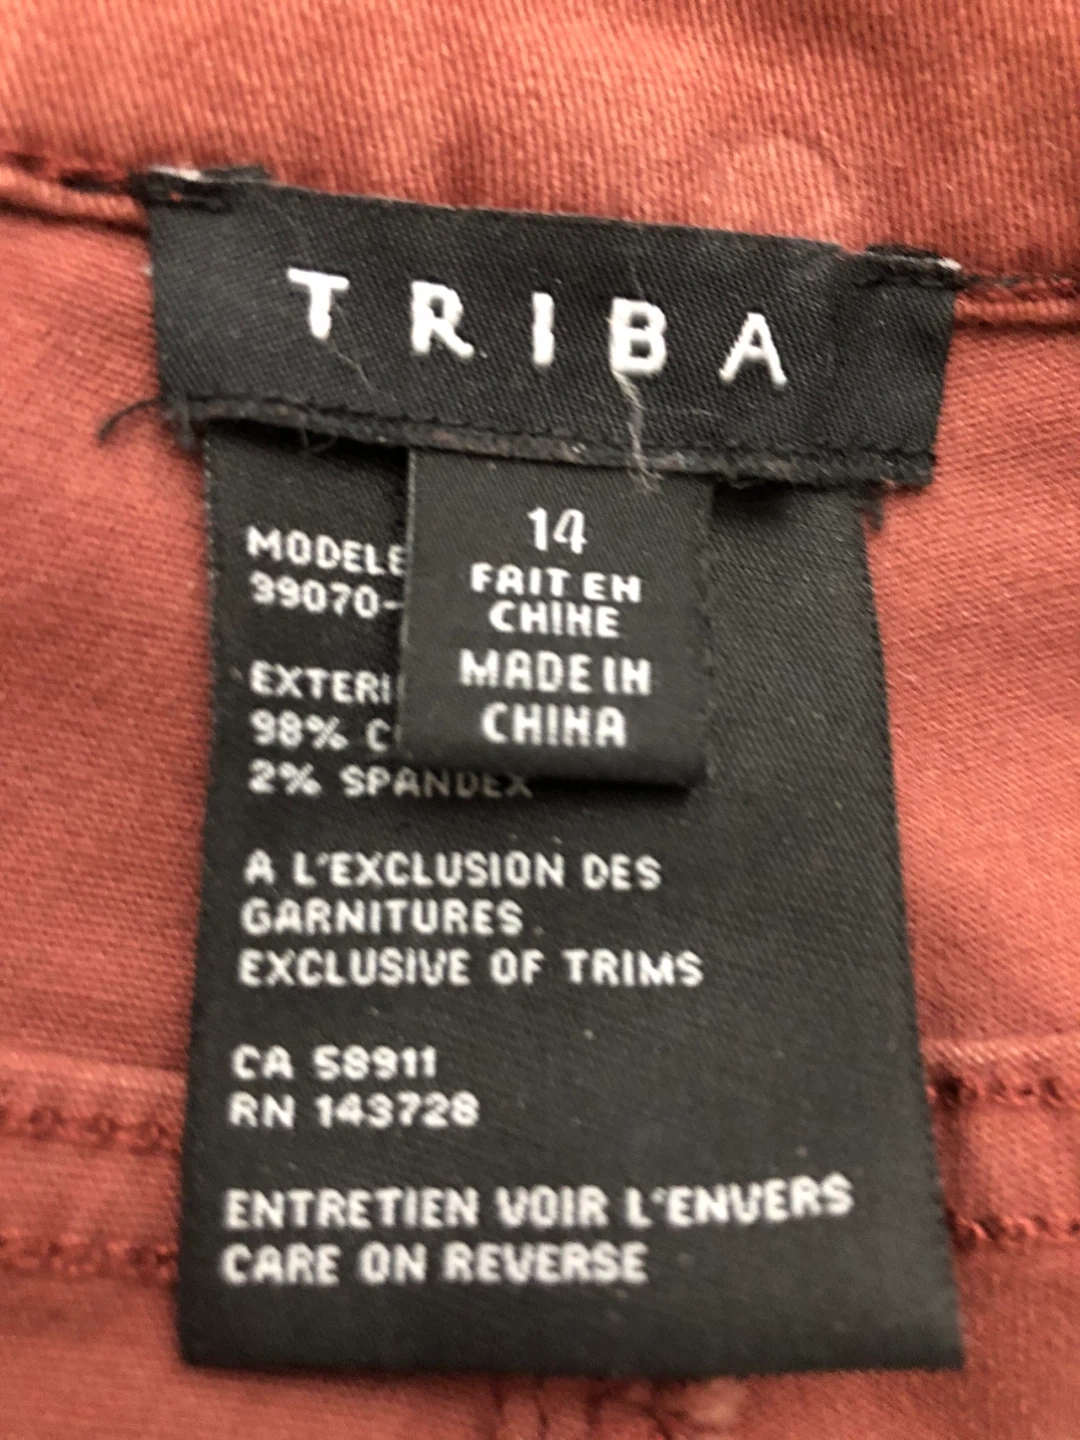 TRIBA
14
FAIT EN
CHINE
MADE IN
CHINA
MODELE
39070-
EXTERI
98% C
2% SPANDEX
A L'EXCLUSION DES
GARNITURES
EXCLUSIVE OF TRIMS
CA 58911
RN 143728
ENTRETIEN VOIR L'ENVERS
CARE ON REVERSE